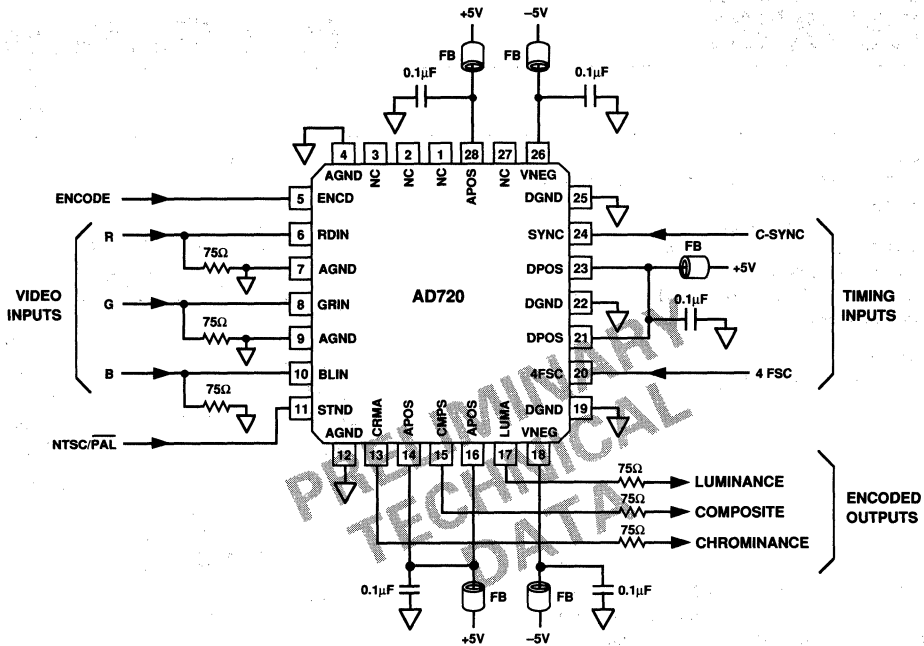 +5V
–5V
FB
FB
0.1µF
0.1µF
4
3
2
1
28
27
26
AGND
NC
NC
NC
APOS
NC
VNEG
ENCODE
5
ENCD
DGND
25
R
6
RDIN
SYNC
24
C-SYNC
75Ω
7
AGND
DPOS
23
FB
+5V
VIDEO
INPUTS
G
8
GRIN
AD720
DGND
22
0.1µF
TIMING
INPUTS
75Ω
9
AGND
DPOS
21
B
10
BLIN
4FSC
20
4 FSC
75Ω
11
STND
DGND
19
NTSC/PAL
AGND
CRMA
APOS
CMPS
APOS
LUMA
VNEG
12
13
14
15
16
17
18
PRELIMINARY
TECHNICAL
DATA
75Ω
LUMINANCE
75Ω
COMPOSITE
75Ω
CHROMINANCE
ENCODED
OUTPUTS
0.1µF
FB
FB
0.1µF
+5V
–5V